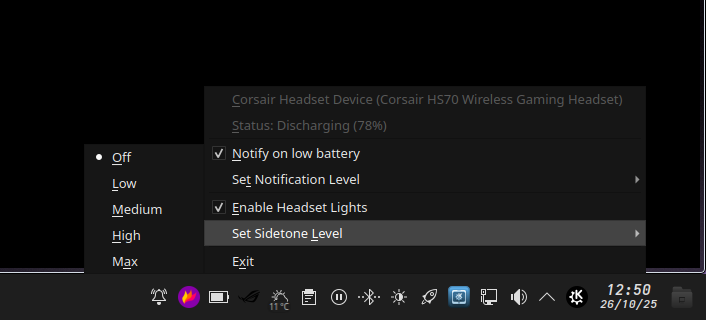 Corsair Headset Device (Corsair HS70 Wireless Gaming Headset)
Status: Discharging (78%)
Notify on low battery
Set Notification Level
Enable Headset Lights
Set Sidetone Level
Exit
Off
Low
Medium
High
Max
11°C
12:50
26/10/25